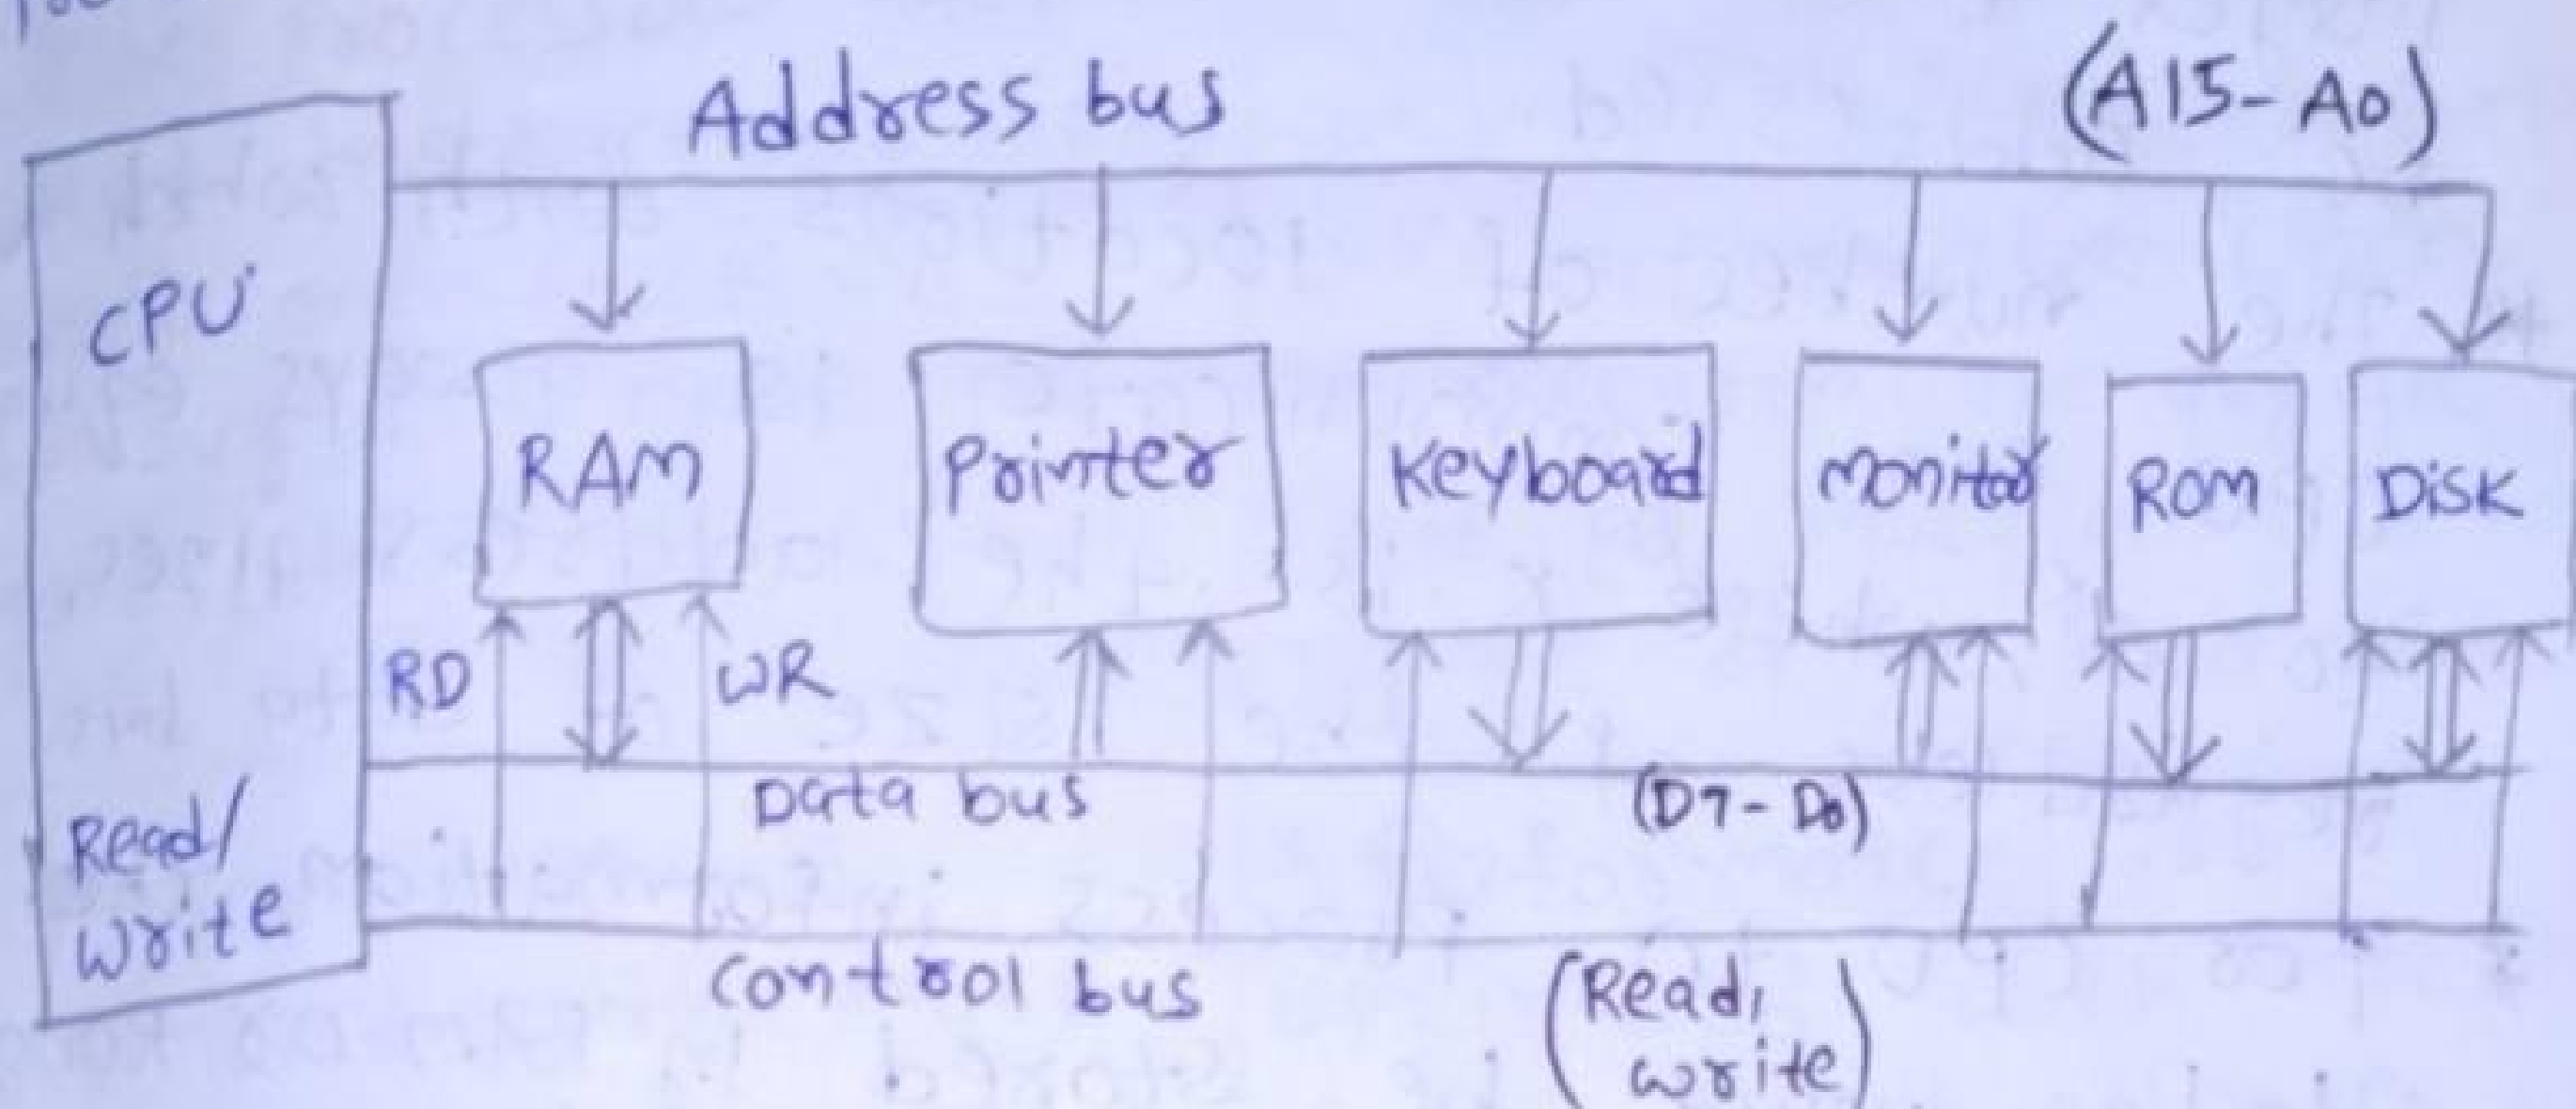 Address bus
(A15-A0)
CPU
RAM
Printer
Keyboard
monitor
ROM
DiSK
RD
WR
Data bus
(D7-D0)
Read/
write
control bus
(Read,
write)